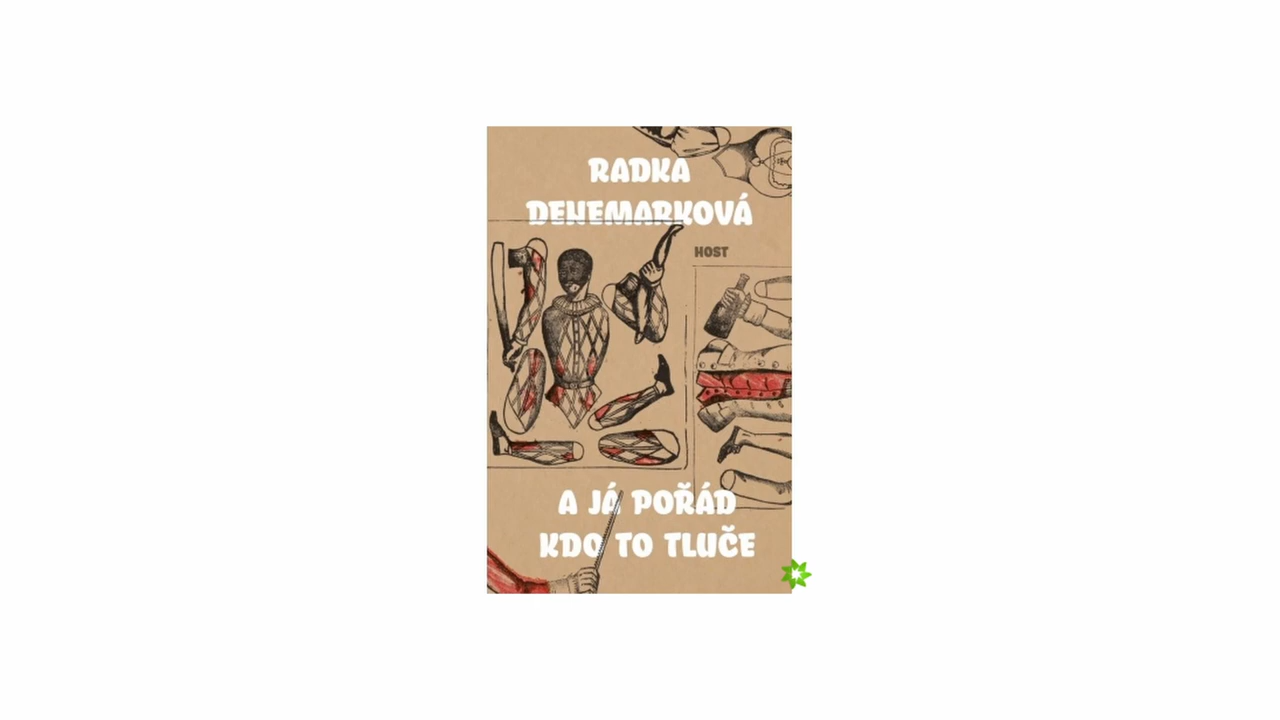 RADKA
DENEMARKOVÁ
HOST
A JÁ POŘÁD
KDO TO TLUČE